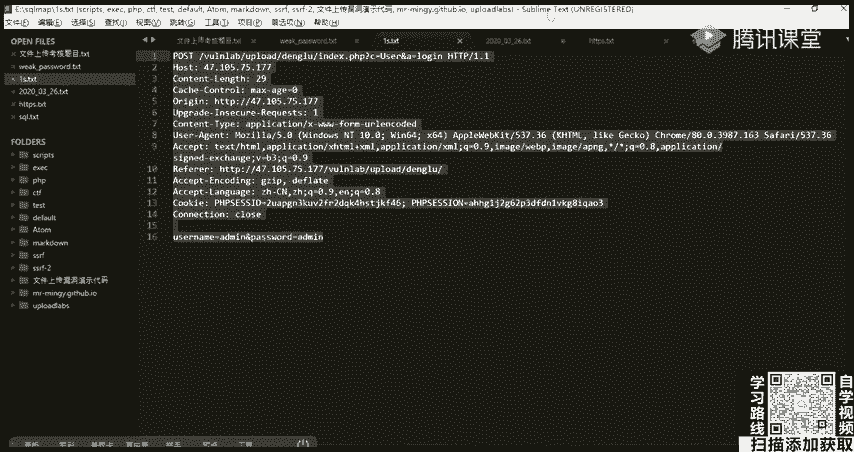 E:\sqlmap\1s.txt (scripts, exec, php, ctf, test, default, Atom, markdown, ssrf, ssrf-2, 文件上传漏洞演示代码, mr-mingy.github.io, uploadlabs) - Sublime Text (UNREGISTERED)
文件(F) 编辑(E) 选择(S) 查找(I) 视图(V) 跳转(G) 工具(T) 项目(P) 首选项(N) 帮助(H)
OPEN FILES
文件上传考核题目.txt
weak_password.txt
1s.txt
2020_03_26.txt
https.txt
sql.txt
FOLDERS
scripts
exec
php
ctf
test
default
Atom
markdown
ssrf
ssrf-2
文件上传漏洞演示代码
mr-mingy.github.io
uploadlabs
文件上传考核题目.txt weak_password.txt 1s.txt 2020_03_26.txt https.txt
腾讯课堂
1 POST /vulnlab/upload/denglu/index.php?c=User&a=login HTTP/1.1
2 Host: 47.105.75.177
3 Content-Length: 29
4 Cache-Control: max-age=0
5 Origin: http://47.105.75.177
6 Upgrade-Insecure-Requests: 1
7 Content-Type: application/x-www-form-urlencoded
8 User-Agent: Mozilla/5.0 (Windows NT 10.0; Win64; x64) AppleWebKit/537.36 (KHTML, like Gecko) Chrome/80.0.3987.163 Safari/537.36
9 Accept: text/html,application/xhtml+xml,application/xml;q=0.9,image/webp,image/apng,*/*;q=0.8,application/
signed-exchange;v=b3;q=0.9
10 Referer: http://47.105.75.177/vulnlab/upload/denglu/
11 Accept-Encoding: gzip, deflate
12 Accept-Language: zh-CN,zh;q=0.9,en;q=0.8
13 Cookie: PHPSESSID=2uapgn3kuv2fr2dqk4hstjkf46; PHPSESSION=ahhg1j2g62p3dfdn1vkg8iqao3
14 Connection: close
15
16 username=admin&password=admin
学习路线
自学视频
扫描添加获取